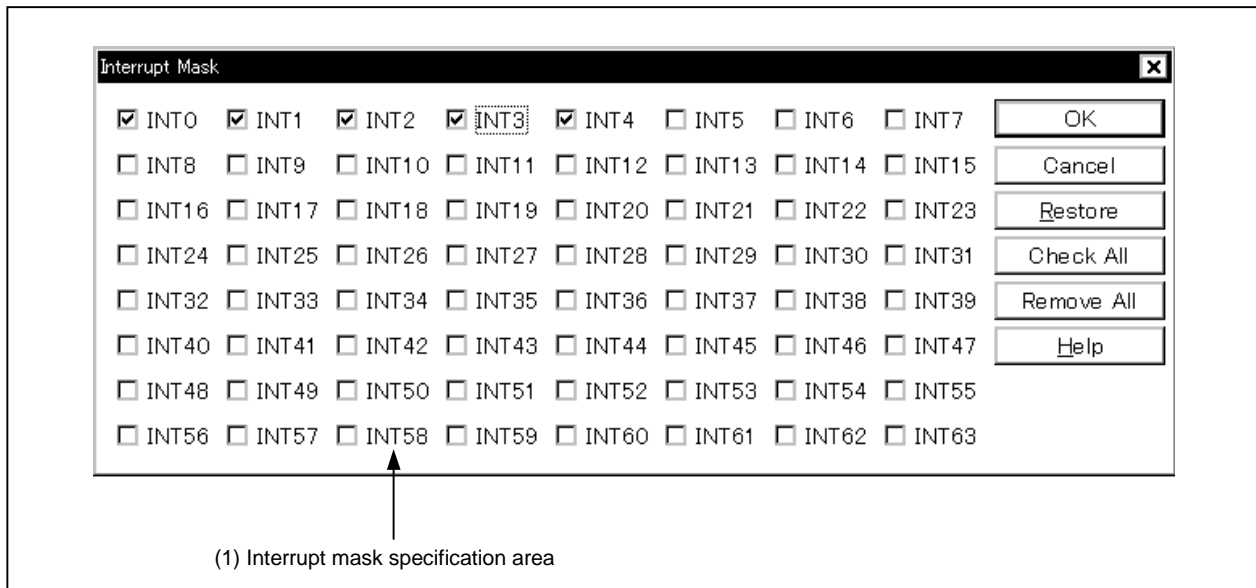 Interrupt Mask
INT0 INT1 INT2 INT3 INT4 INT5 INT6 INT7 OK
INT8 INT9 INT10 INT11 INT12 INT13 INT14 INT15 Cancel
INT16 INT17 INT18 INT19 INT20 INT21 INT22 INT23 Restore
INT24 INT25 INT26 INT27 INT28 INT29 INT30 INT31 Check All
INT32 INT33 INT34 INT35 INT36 INT37 INT38 INT39 Remove All
INT40 INT41 INT42 INT43 INT44 INT45 INT46 INT47 Help
INT48 INT49 INT50 INT51 INT52 INT53 INT54 INT55
INT56 INT57 INT58 INT59 INT60 INT61 INT62 INT63
(1) Interrupt mask specification area